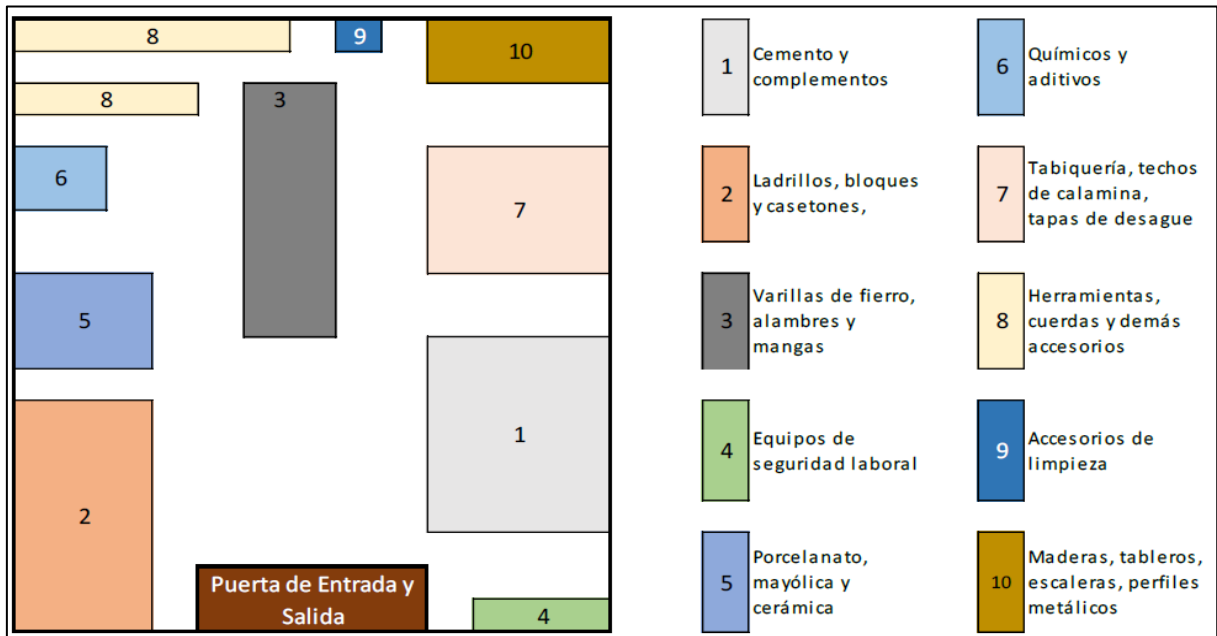 8
9
10
8
3
6
7
5
1
2
Puerta de Entrada y
Salida
4
1
Cemento y
complementos
6
Químicos y
aditivos
2
Ladrillos, bloques
y casetones,
7
Tabiquería, techos
de calamina,
tapas de desague
3
Varillas de fierro,
alambres y
mangas
8
Herramientas,
cuerdas y demás
accesorios
4
Equipos de
seguridad laboral
9
Accesorios de
limpieza
5
Porcelanato,
mayólica y
cerámica
10
Maderas, tableros,
escaleras, perfiles
metálicos